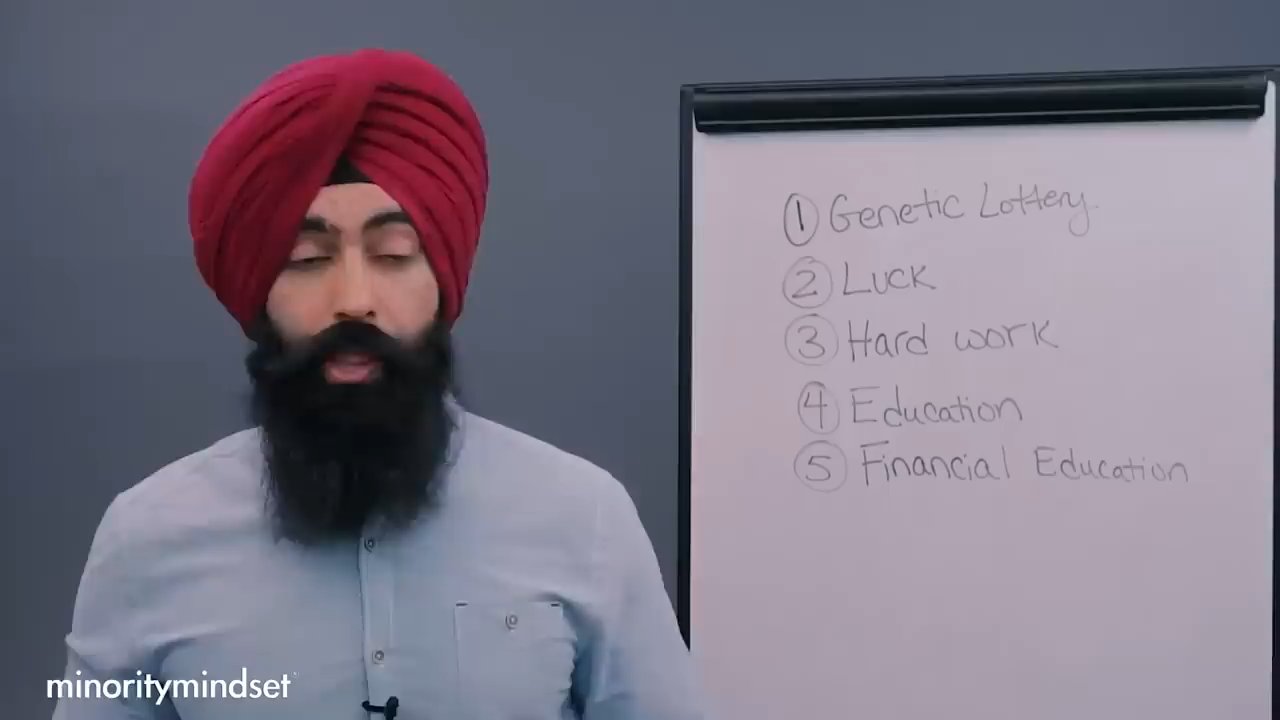 ① Genetic Lottery
② Luck
③ Hard work
④ Education
⑤ Financial Education
minoritymindset